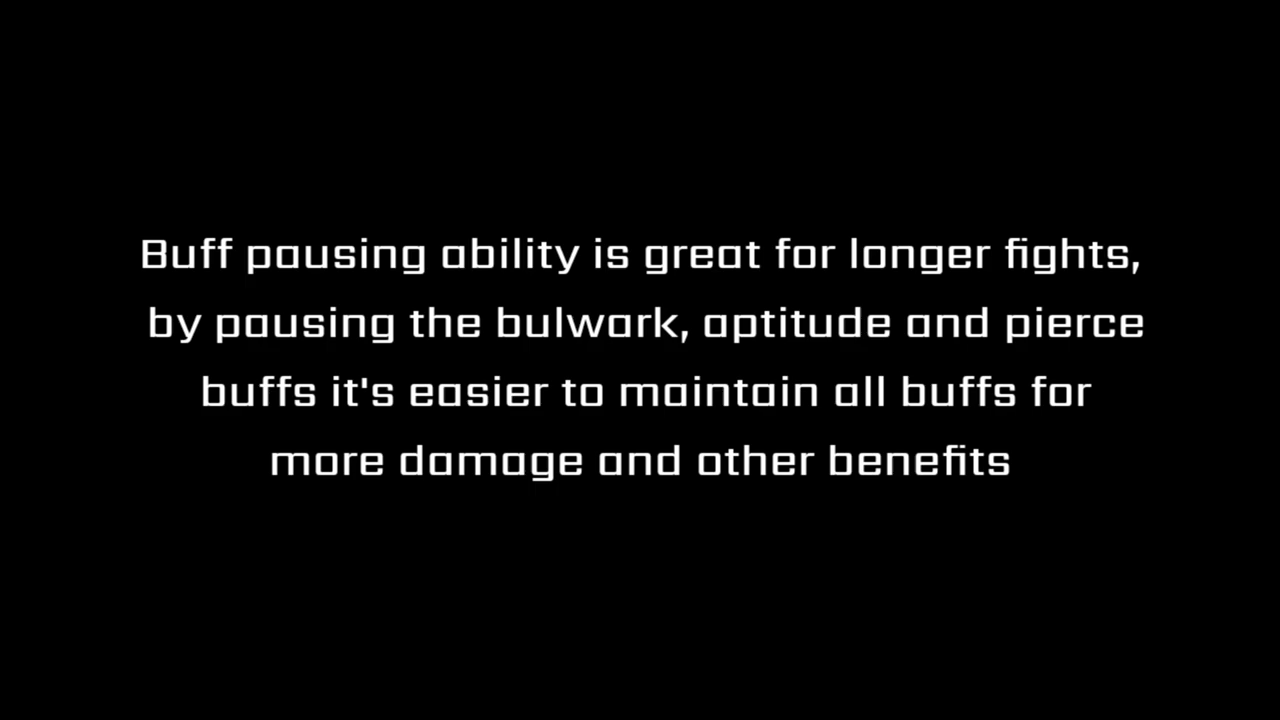 Buff pausing ability is great for longer fights,
by pausing the bulwark, aptitude and pierce
buffs it's easier to maintain all buffs for
more damage and other benefits